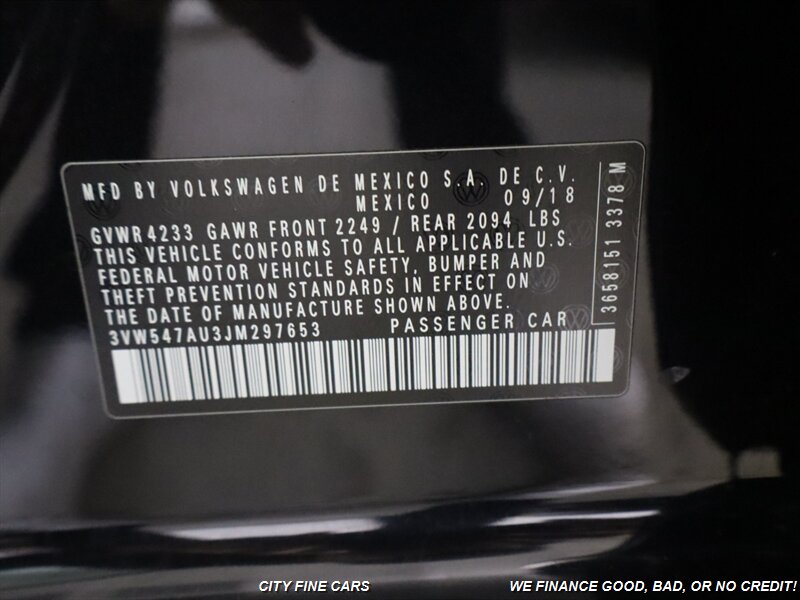 MFD BY VOLKSWAGEN DE MEXICO S.A. DE C.V.
MEXICO 09/18
GVWR 4233 GAWR FRONT 2249 / REAR 2094 LBS
THIS VEHICLE CONFORMS TO ALL APPLICABLE U.S.
FEDERAL MOTOR VEHICLE SAFETY, BUMPER AND
THEFT PREVENTION STANDARDS IN EFFECT ON
THE DATE OF MANUFACTURE SHOWN ABOVE.
3VW547AU3JM297653 PASSENGER CAR
3658151 3378 M
CITY FINE CARS
WE FINANCE GOOD, BAD, OR NO CREDIT!